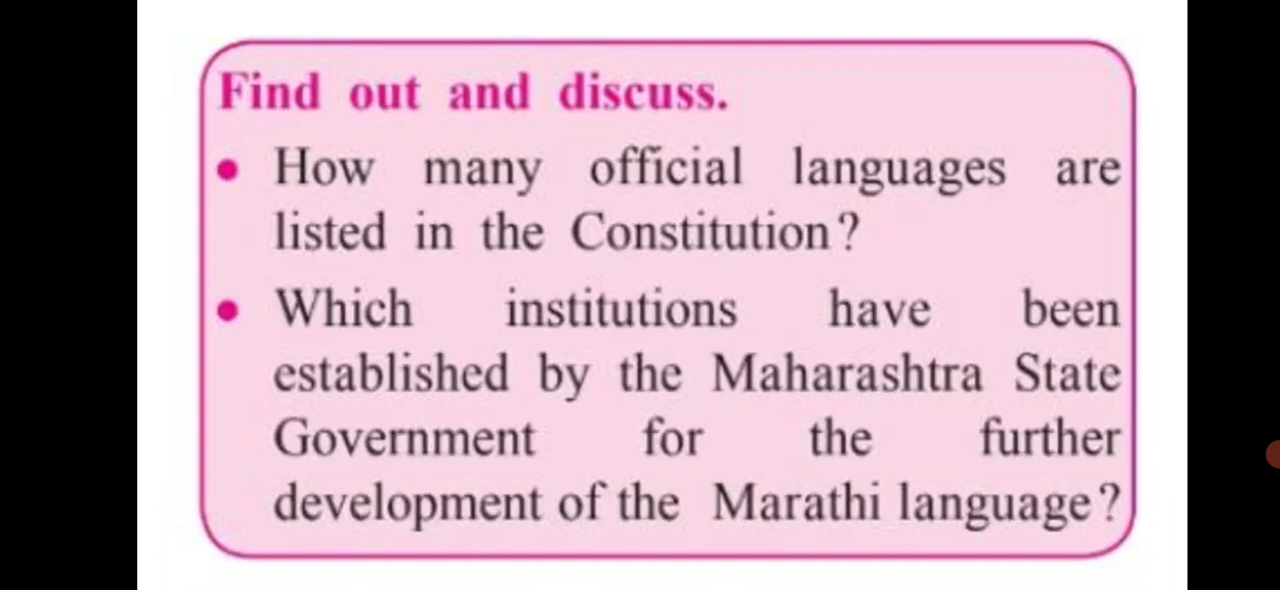 Find out and discuss.
• How many official languages are
listed in the Constitution?
• Which institutions have been
established by the Maharashtra State
Government for the further
development of the Marathi language?